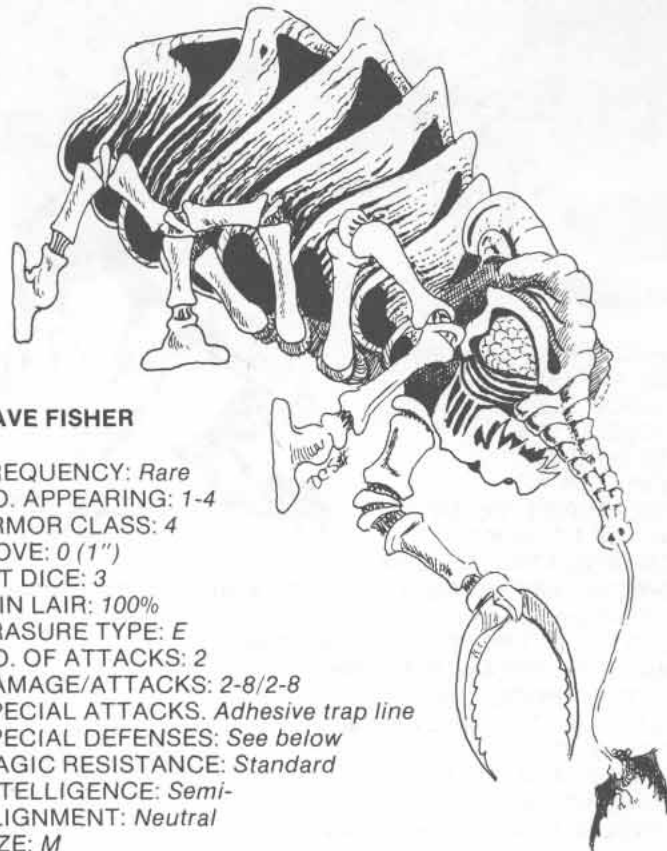 AVE FISHER
REQUENCY: Rare
O. APPEARING: 1-4
RMOR CLASS: 4
OVE: 0 (1")
T DICE: 3
IN LAIR: 100%
RASURE TYPE: E
O. OF ATTACKS: 2
AMAGE/ATTACKS: 2-8/2-8
PECIAL ATTACKS. Adhesive trap line
PECIAL DEFENSES: See below
AGIC RESISTANCE: Standard
TELLIGENCE: Semi-
LIGNMENT: Neutral
ZE: M